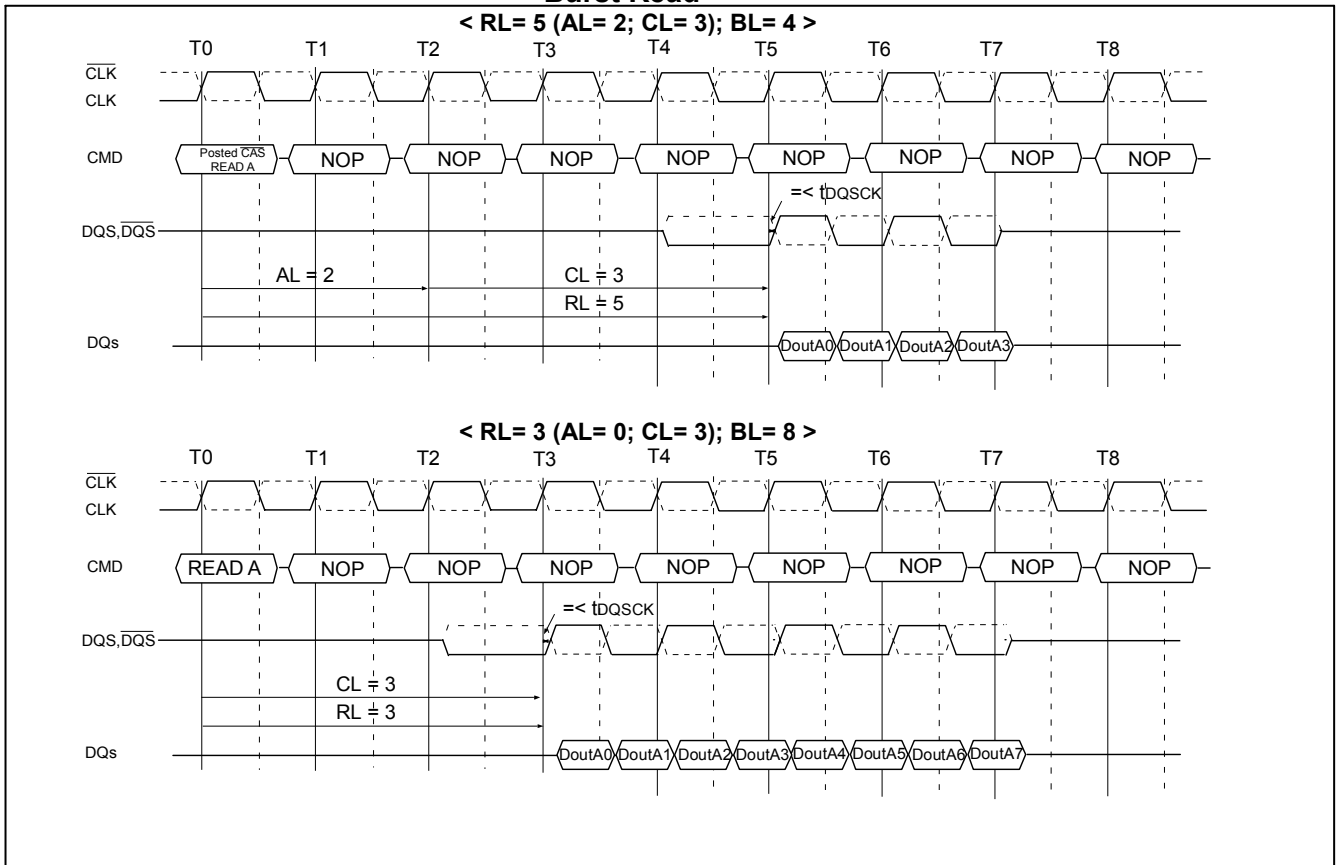 Burst Read
< RL= 5 (AL= 2; CL= 3); BL= 4 >
T0 T1 T2 T3 T4 T5 T6 T7 T8
CLK
CLK
CMD Posted CAS READ A NOP NOP NOP NOP NOP NOP NOP NOP
=< tDQSCK
DQS,DQS
AL = 2 CL = 3
RL = 5
DQs DoutA0 DoutA1 DoutA2 DoutA3
< RL= 3 (AL= 0; CL= 3); BL= 8 >
T0 T1 T2 T3 T4 T5 T6 T7 T8
CLK
CLK
CMD READ A NOP NOP NOP NOP NOP NOP NOP NOP
=< tDQSCK
DQS,DQS
CL = 3
RL = 3
DQs DoutA0 DoutA1 DoutA2 DoutA3 DoutA4 DoutA5 DoutA6 DoutA7